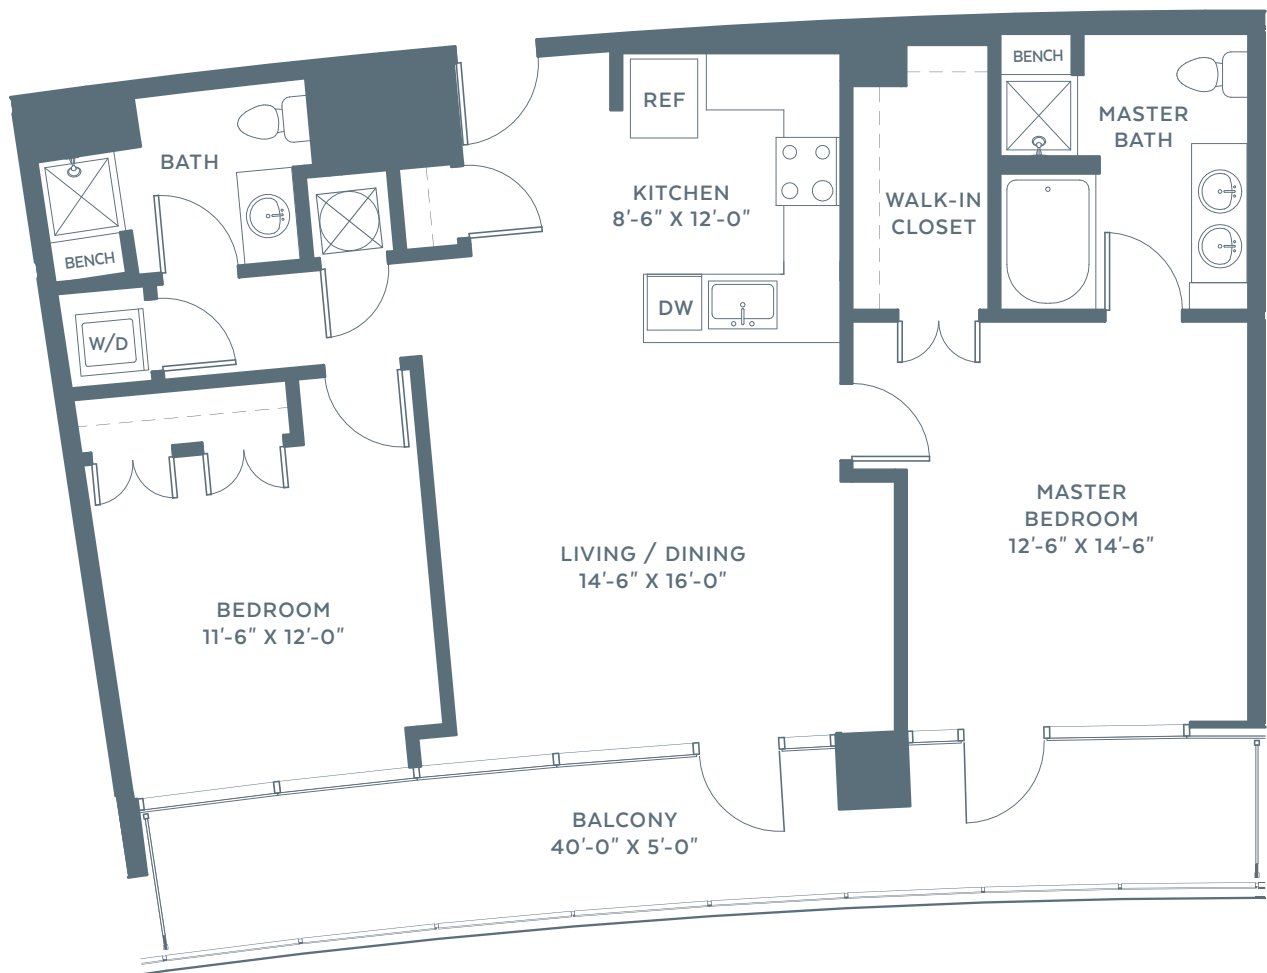 BENCH
REF
MASTER
BATH
BATH
KITCHEN
8'-6" X 12'-0"
WALK-IN
CLOSET
BENCH
DW
W/D
MASTER
BEDROOM
12'-6" X 14'-6"
LIVING / DINING
14'-6" X 16'-0"
BEDROOM
11'-6" X 12'-0"
BALCONY
40'-0" X 5'-0"